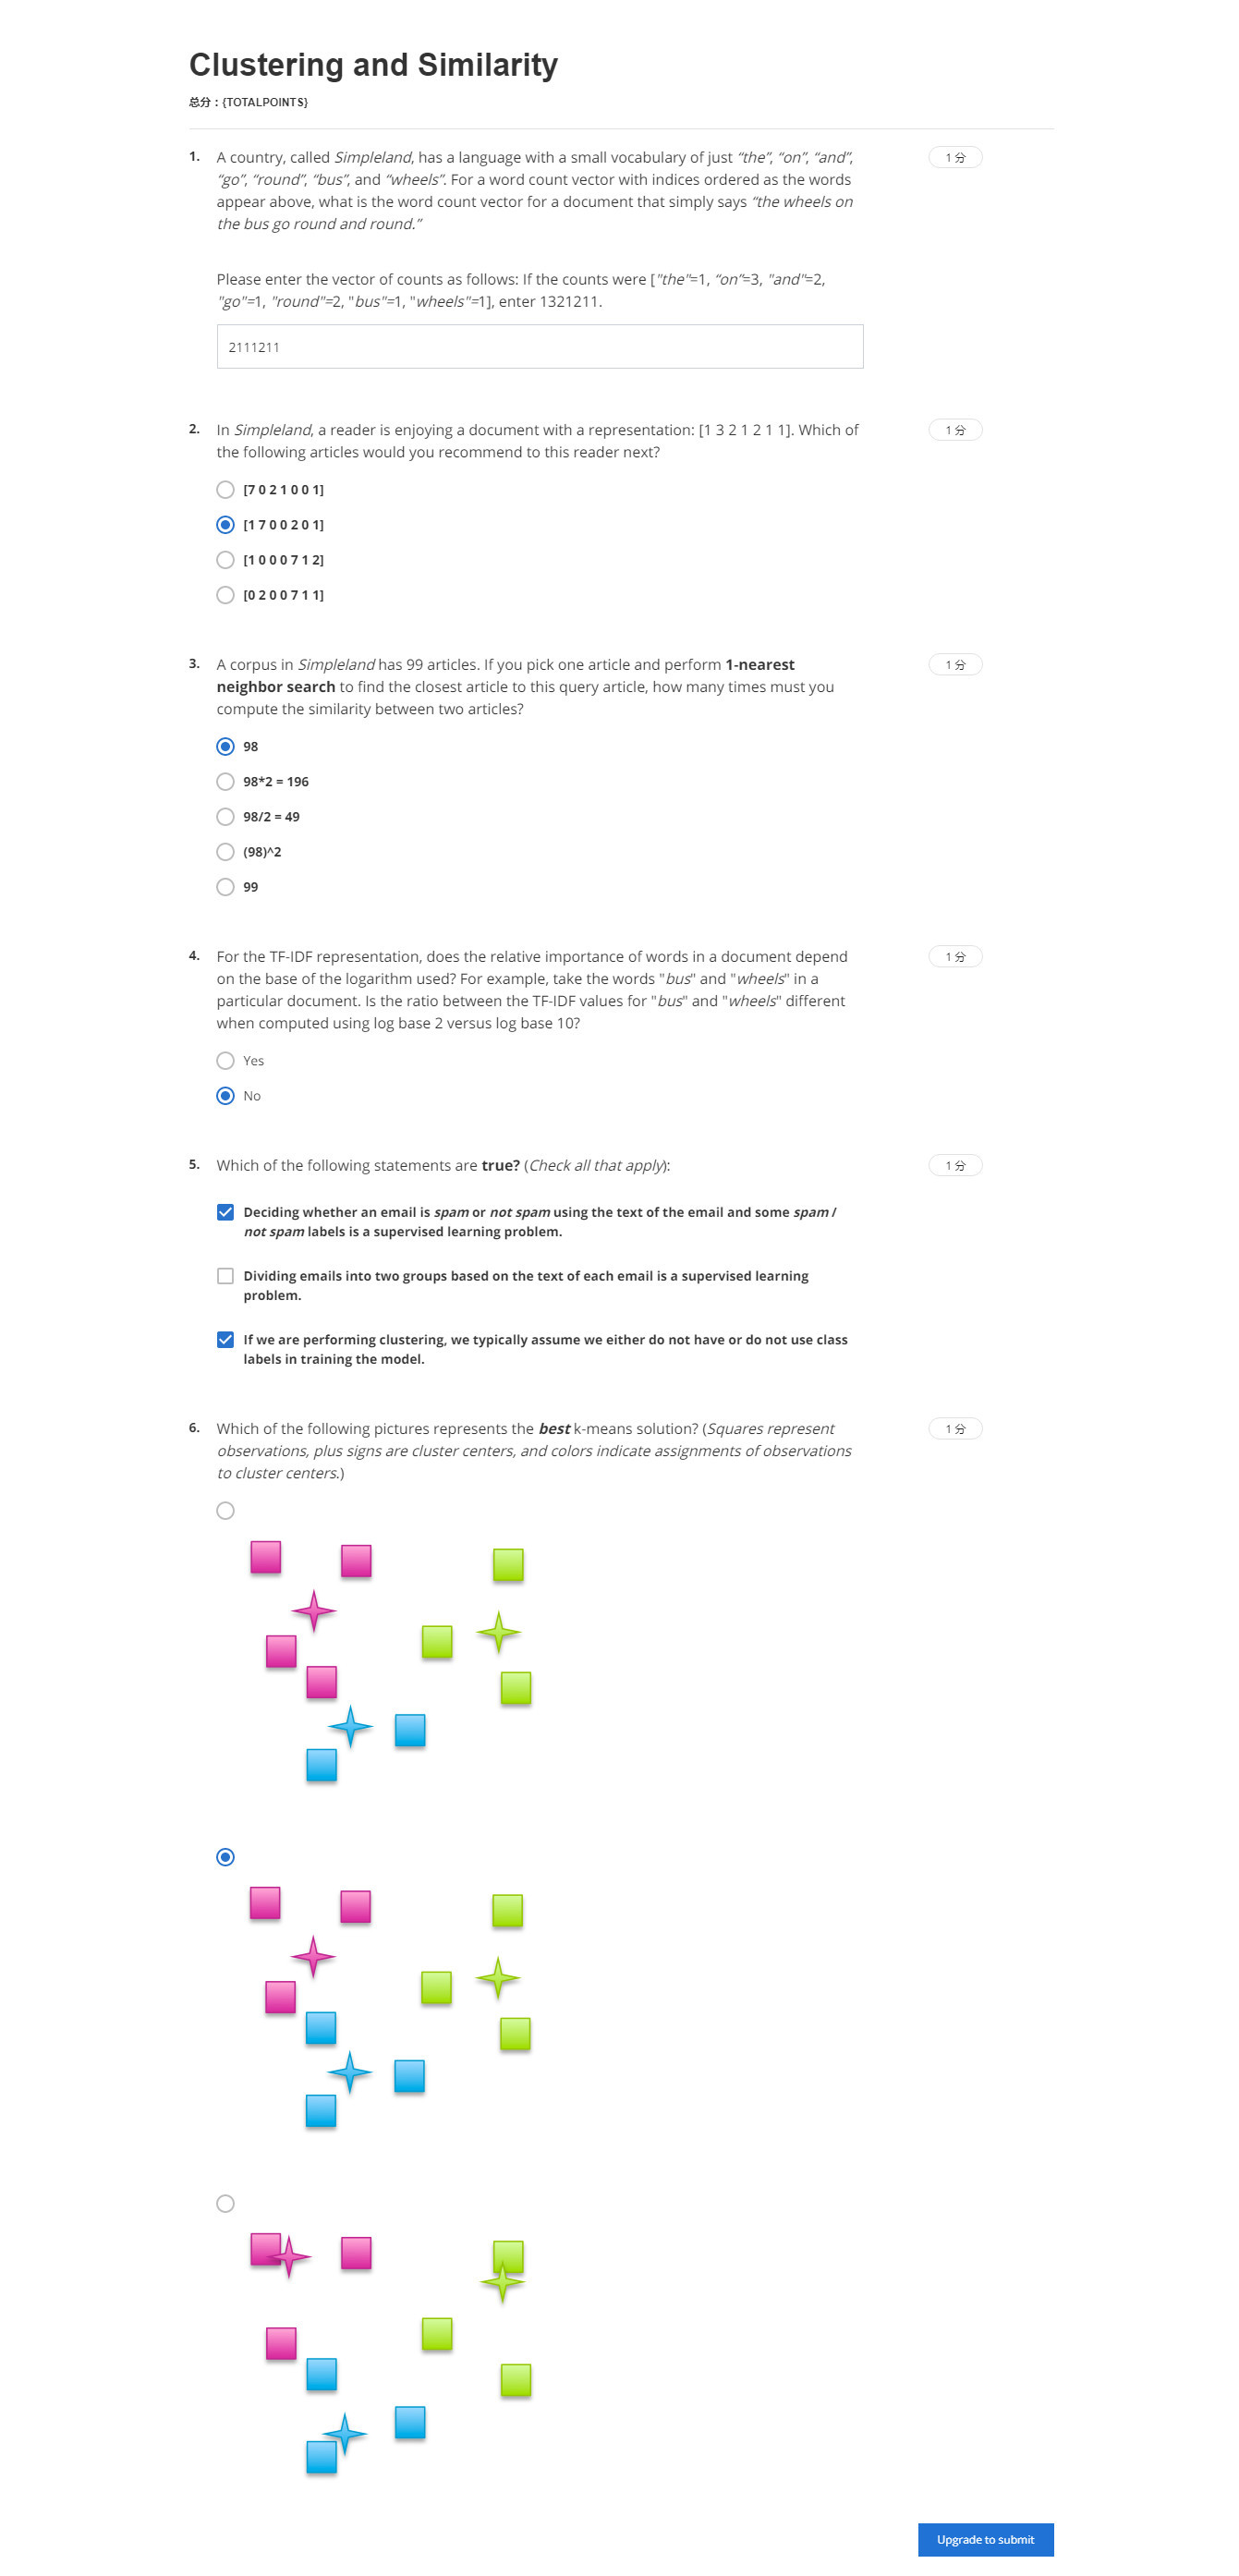 Clustering and Similarity
总分：{TOTALPOINTS}
1. A country, called Simpleland, has a language with a small vocabulary of just “the”, “on”, “and”, 1 分
“go”, “round”, “bus”, and “wheels”. For a word count vector with indices ordered as the words
appear above, what is the word count vector for a document that simply says “the wheels on
the bus go round and round.”
Please enter the vector of counts as follows: If the counts were ["the"=1, “on”=3, "and"=2,
"go"=1, "round"=2, "bus"=1, "wheels"=1], enter 1321211.
2111211
2. In Simpleland, a reader is enjoying a document with a representation: [1 3 2 1 2 1 1]. Which of 1 分
the following articles would you recommend to this reader next?
[7 0 2 1 0 0 1]
[1 7 0 0 2 0 1]
[1 0 0 0 7 1 2]
[0 2 0 0 7 1 1]
3. A corpus in Simpleland has 99 articles. If you pick one article and perform 1-nearest 1 分
neighbor search to find the closest article to this query article, how many times must you
compute the similarity between two articles?
98
98*2 = 196
98/2 = 49
(98)^2
99
4. For the TF-IDF representation, does the relative importance of words in a document depend 1 分
on the base of the logarithm used? For example, take the words "bus" and "wheels" in a
particular document. Is the ratio between the TF-IDF values for "bus" and "wheels" different
when computed using log base 2 versus log base 10?
Yes
No
5. Which of the following statements are true? (Check all that apply): 1 分
Deciding whether an email is spam or not spam using the text of the email and some spam /
not spam labels is a supervised learning problem.
Dividing emails into two groups based on the text of each email is a supervised learning
problem.
If we are performing clustering, we typically assume we either do not have or do not use class
labels in training the model.
6. Which of the following pictures represents the best k-means solution? (Squares represent 1 分
observations, plus signs are cluster centers, and colors indicate assignments of observations
to cluster centers.)
Upgrade to submit